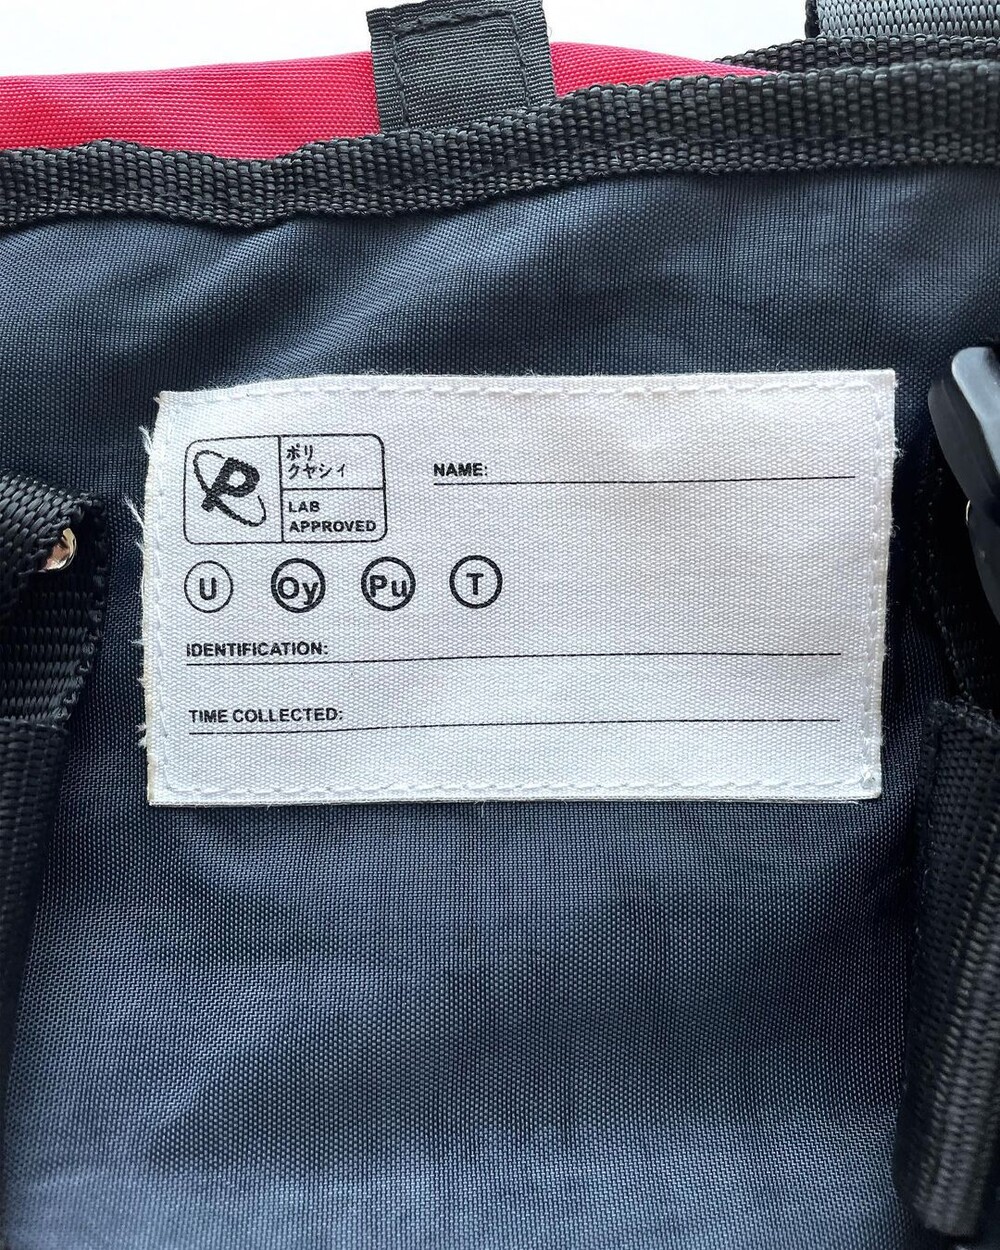 R
ポリ
クヤシィ
LAB
APPROVED
NAME:
U Oy Pu T
IDENTIFICATION:
TIME COLLECTED: